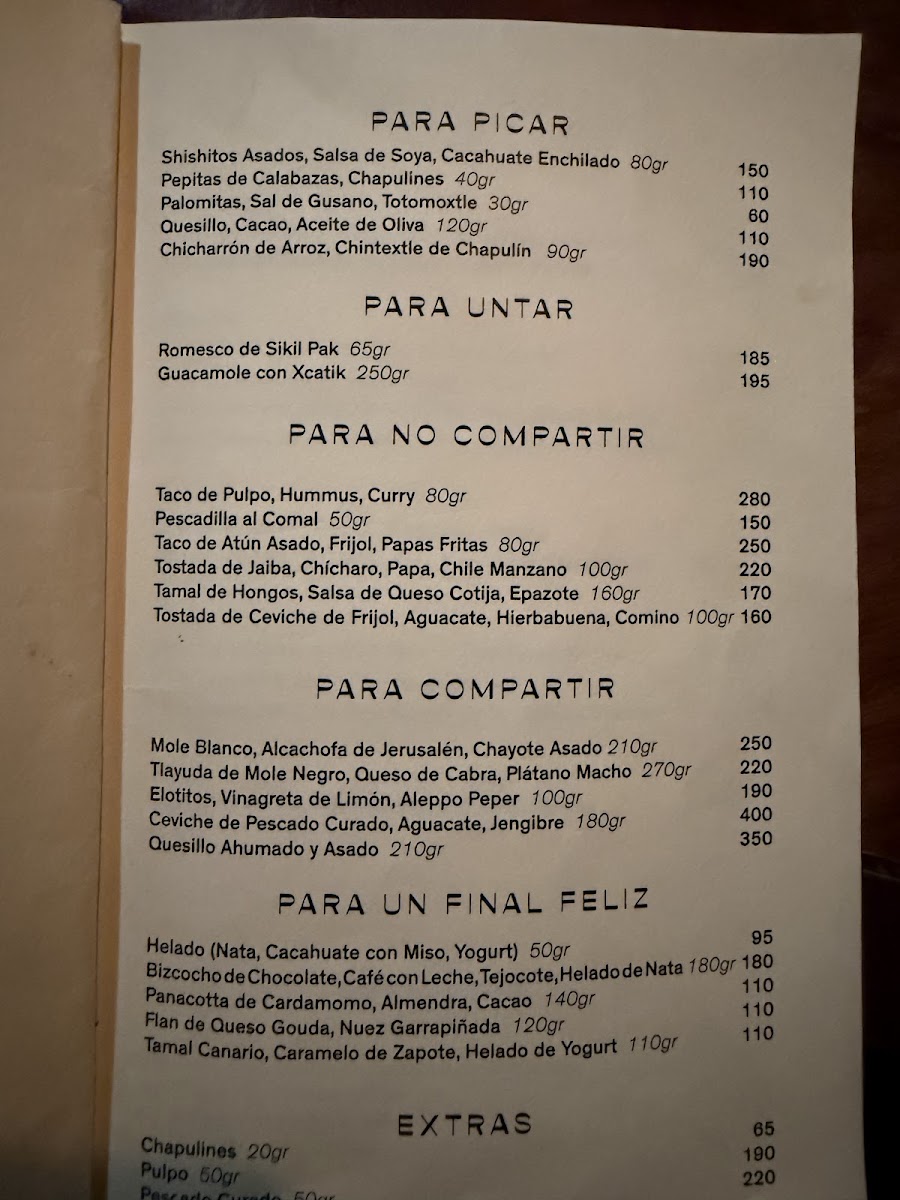 PARA PICAR
Shishitos Asados, Salsa de Soya, Cacahuate Enchilado 80gr 150
Pepitas de Calabazas, Chapulines 40gr 110
Palomitas, Sal de Gusano, Totomoxtle 30gr 60
Quesillo, Cacao, Aceite de Oliva 120gr 110
Chicharrón de Arroz, Chintextle de Chapulín 90gr 190
PARA UNTAR
Romesco de Sikil Pak 65gr 185
Guacamole con Xcatik 250gr 195
PARA NO COMPARTIR
Taco de Pulpo, Hummus, Curry 80gr 280
Pescadilla al Comal 50gr 150
Taco de Atún Asado, Frijol, Papas Fritas 80gr 250
Tostada de Jaiba, Chícharo, Papa, Chile Manzano 100gr 220
Tamal de Hongos, Salsa de Queso Cotija, Epazote 160gr 170
Tostada de Ceviche de Frijol, Aguacate, Hierbabuena, Comino 100gr 160
PARA COMPARTIR
Mole Blanco, Alcachofa de Jerusalén, Chayote Asado 210gr 250
Tlayuda de Mole Negro, Queso de Cabra, Plátano Macho 270gr 220
Elotitos, Vinagreta de Limón, Aleppo Peper 100gr 190
Ceviche de Pescado Curado, Aguacate, Jengibre 180gr 400
Quesillo Ahumado y Asado 210gr 350
PARA UN FINAL FELIZ
Helado (Nata, Cacahuate con Miso, Yogurt) 50gr 95
Bizcocho de Chocolate, Café con Leche, Tejocote, Helado de Nata 180gr 180
Panacotta de Cardamomo, Almendra, Cacao 140gr 110
Flan de Queso Gouda, Nuez Garrapiñada 120gr 110
Tamal Canario, Caramelo de Zapote, Helado de Yogurt 110gr 110
EXTRAS
Chapulines 20gr 65
Pulpo 50gr 190
Pescado Curado 50gr 220